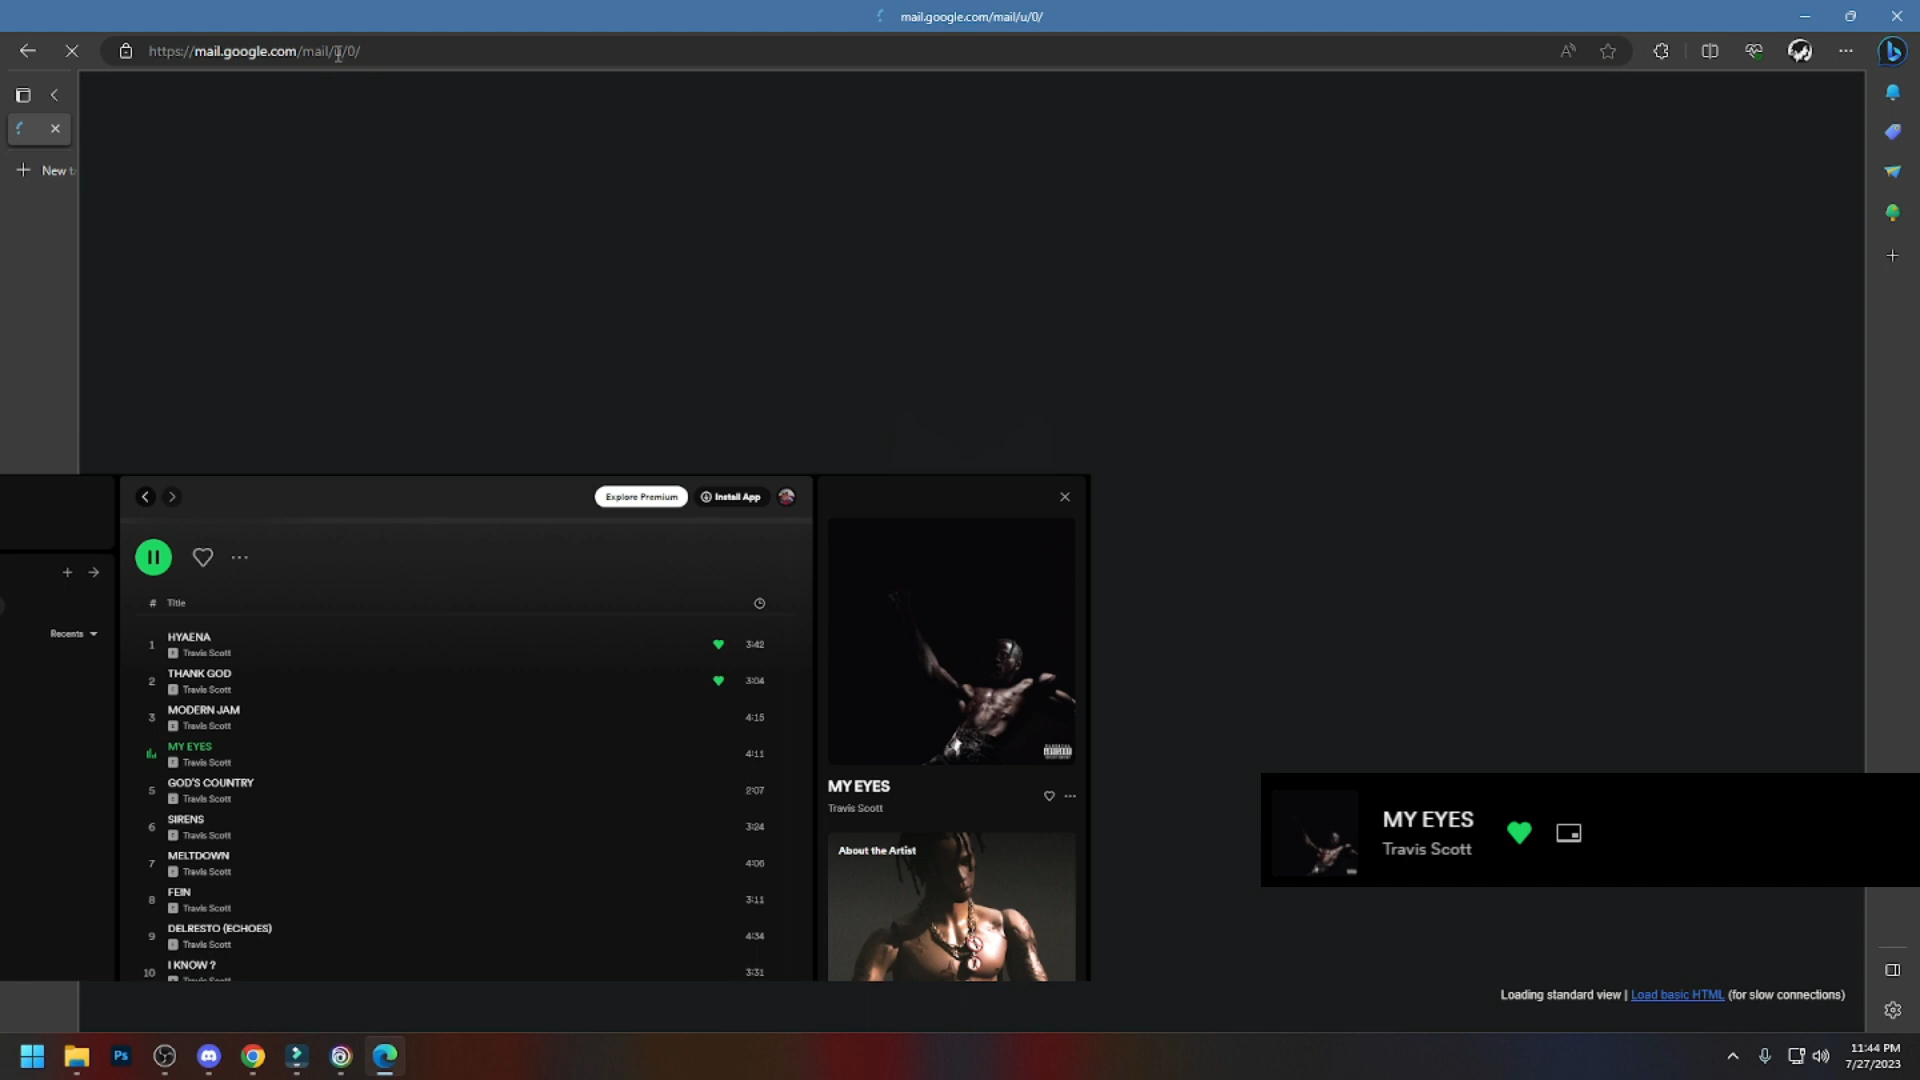 mail.google.com/mail/u/0/
https://mail.google.com/mail/u/0/
New t
Explore Premium
Install App
# Title
Recents
1 HYAENA 3:42
E Travis Scott
2 THANK GOD 3:04
E Travis Scott
3 MODERN JAM 4:15
E Travis Scott
MY EYES 4:11
E Travis Scott
5 GOD'S COUNTRY 2:07
E Travis Scott
6 SIRENS 3:24
E Travis Scott
7 MELTDOWN 4:06
E Travis Scott
8 FEIN 3:11
E Travis Scott
9 DELRESTO (ECHOES) 4:34
E Travis Scott
10 I KNOW ? 3:31
Travis Scott
MY EYES
Travis Scott
About the Artist
MY EYES
Travis Scott
Loading standard view | Load basic HTML (for slow connections)
Ps
11:44 PM
7/27/2023